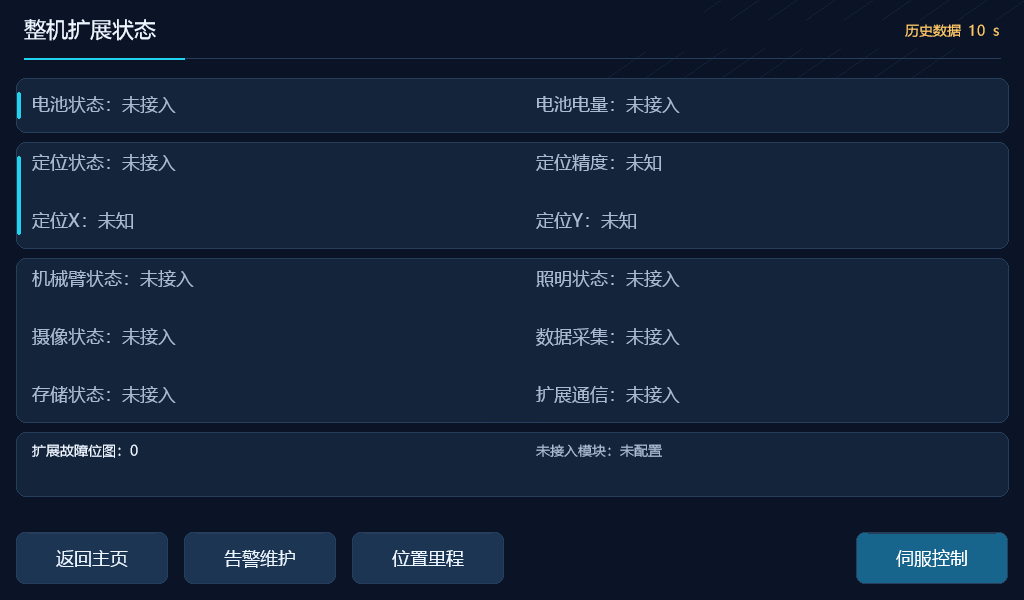 整机扩展状态
历史数据 10 s
电池状态：未接入
电池电量：未接入
定位状态：未接入
定位精度：未知
定位X：未知
定位Y：未知
机械臂状态：未接入
照明状态：未接入
摄像状态：未接入
数据采集：未接入
存储状态：未接入
扩展通信：未接入
扩展故障位图：0
未接入模块：未配置
返回主页
告警维护
位置里程
伺服控制